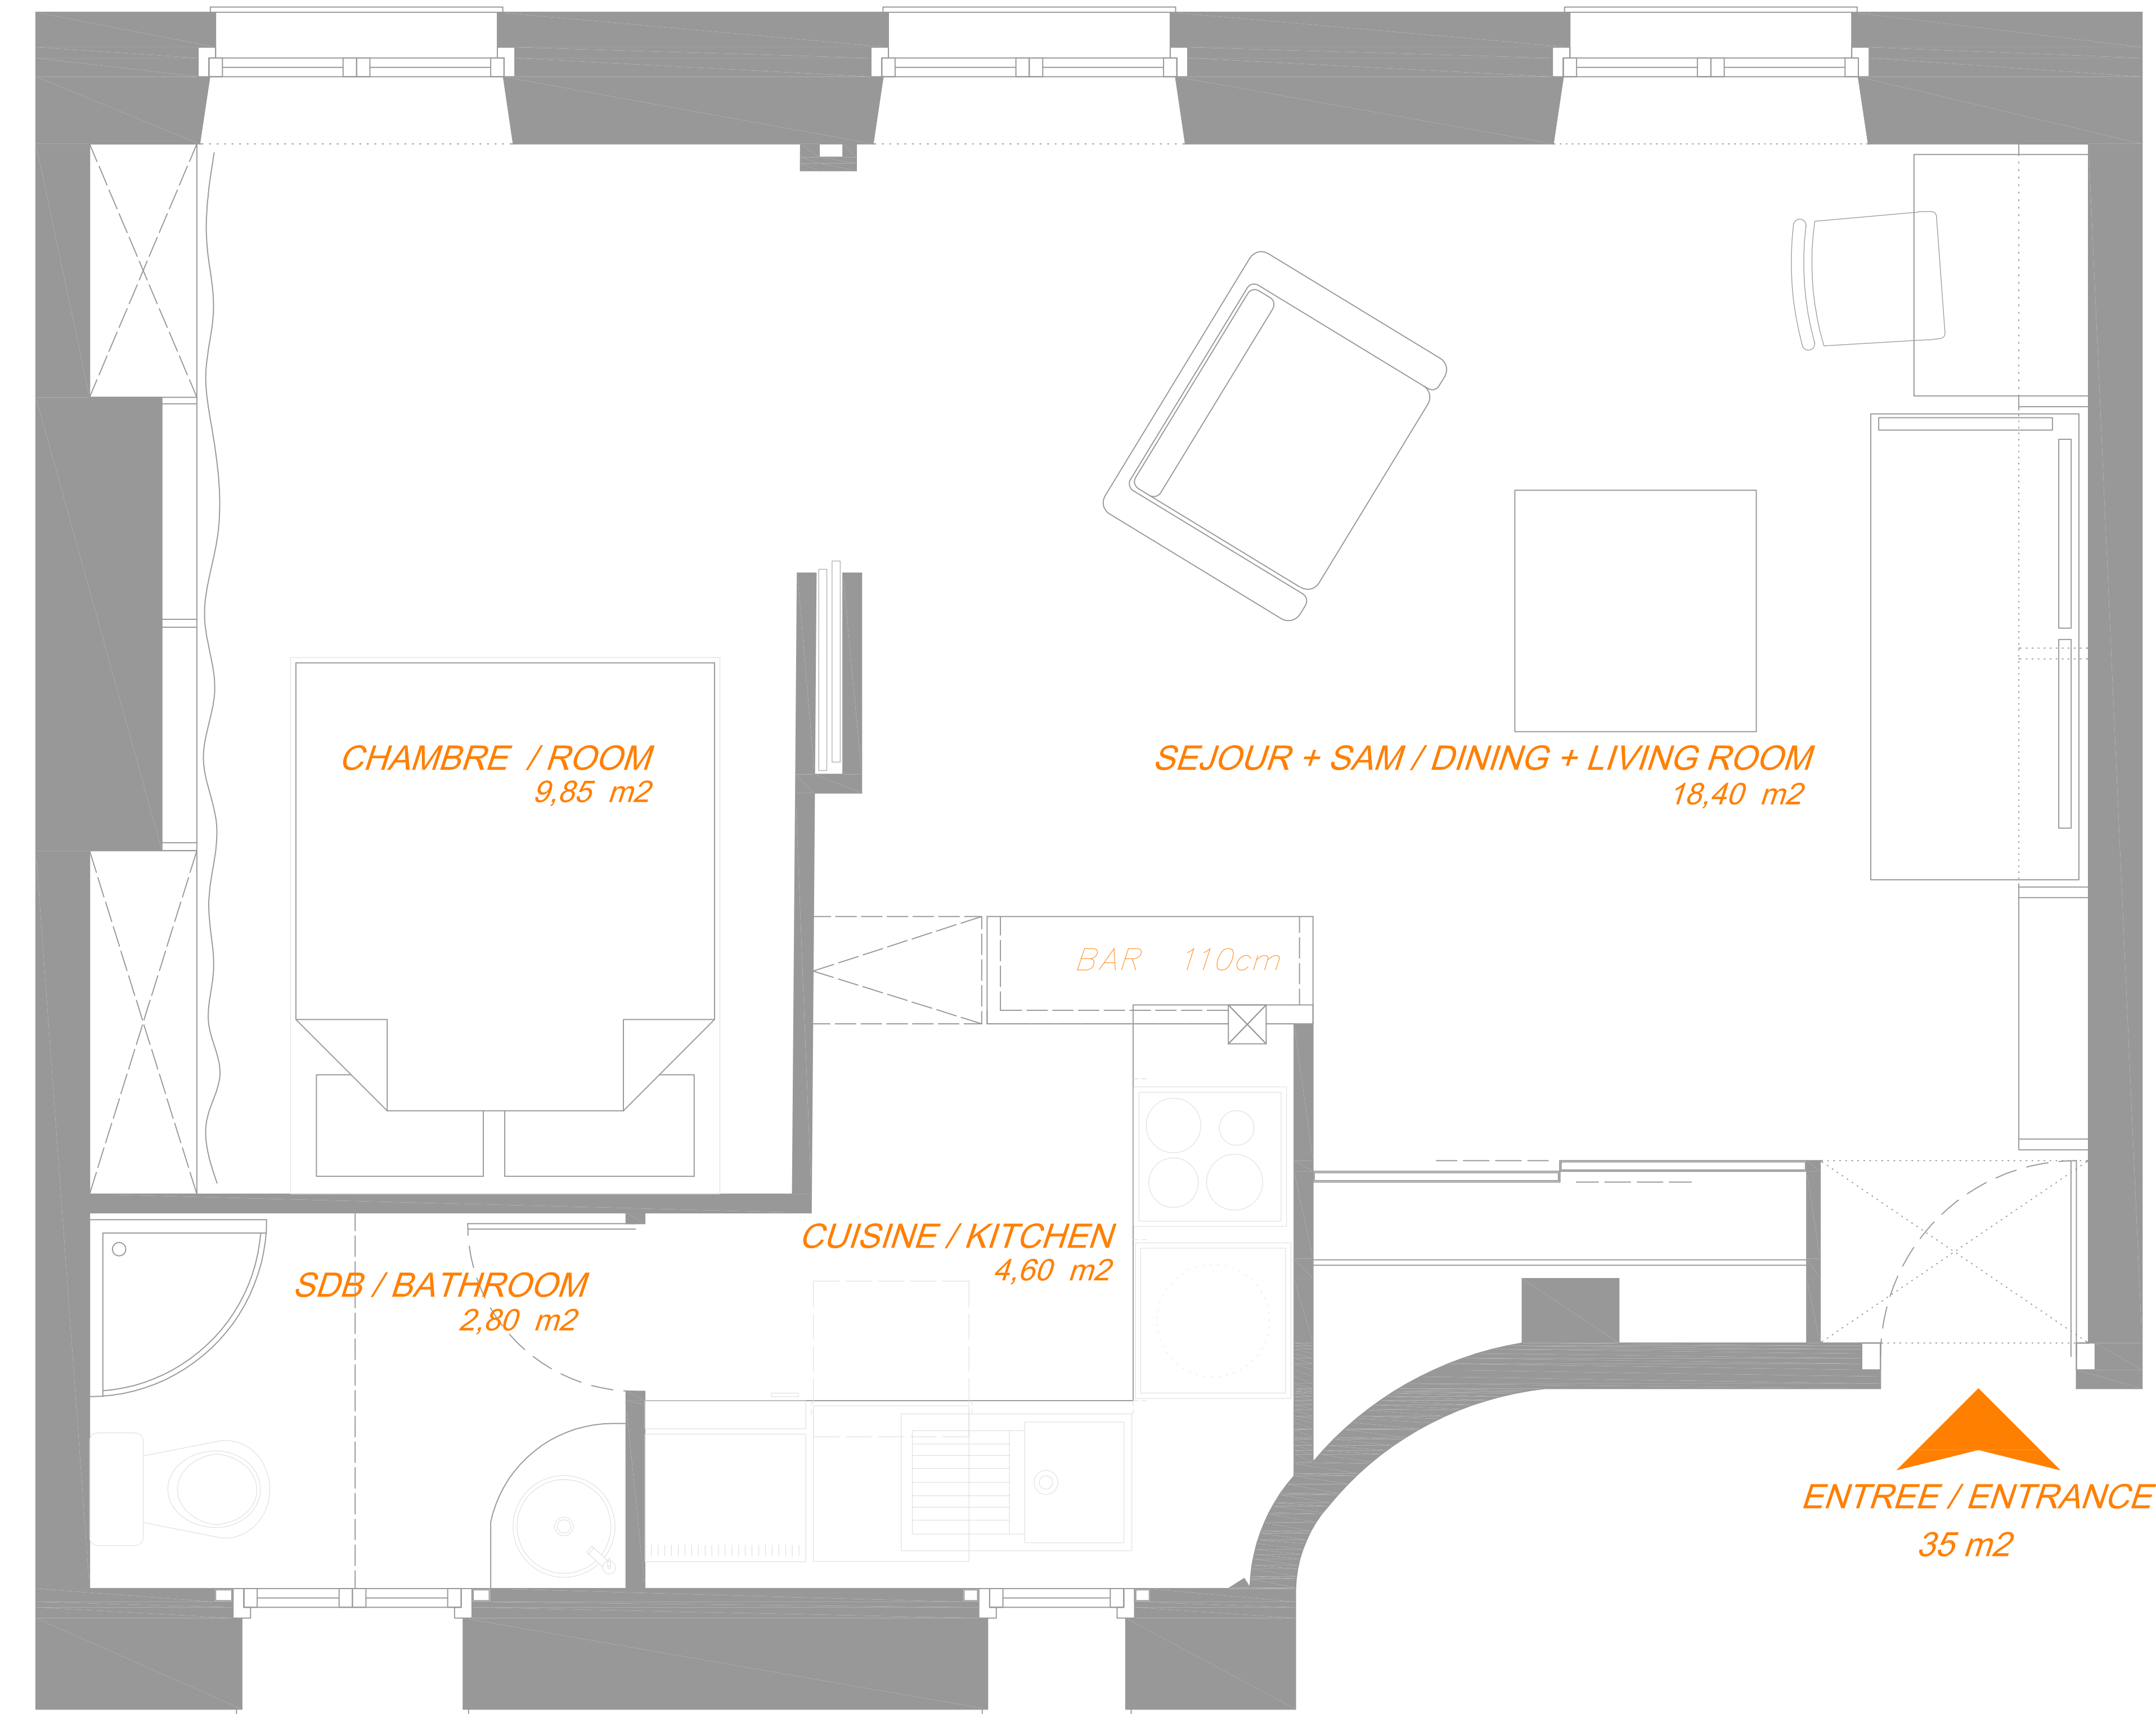 CHAMBRE / ROOM
9,85 m2
SEJOUR + SAM / DINING + LIVING ROOM
18,40 m2
BAR 110cm
CUISINE / KITCHEN
4,60 m2
SDB / BATHROOM
2,80 m2
ENTREE / ENTRANCE
35 m2